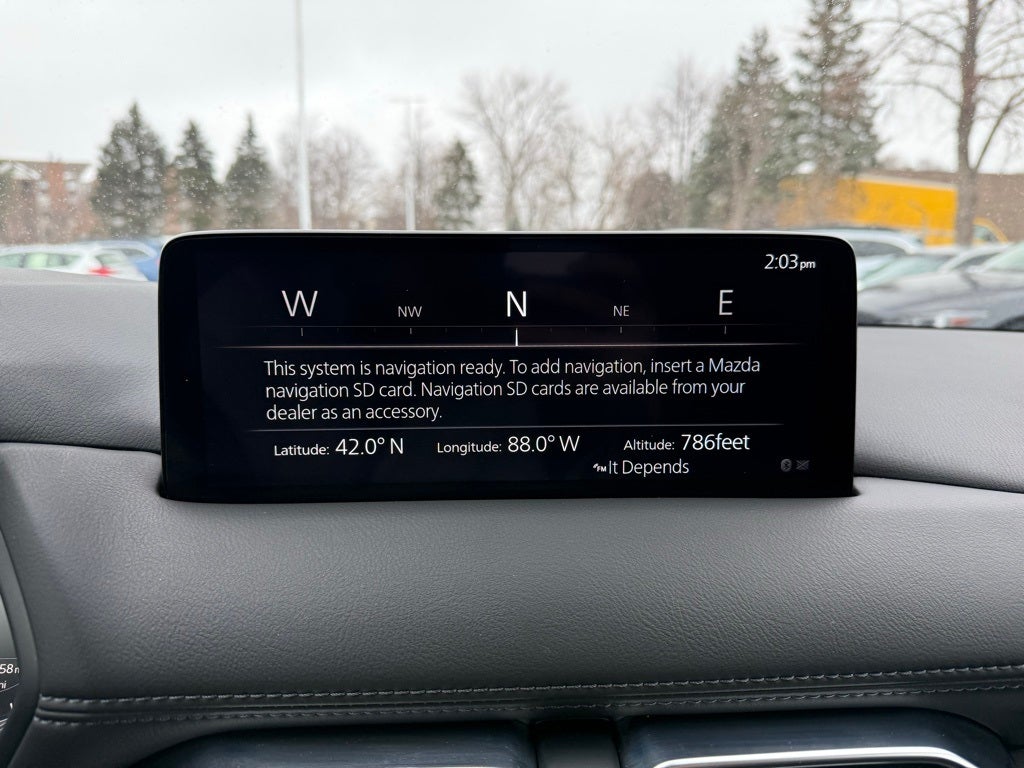 2:03pm
W NW N NE E
This system is navigation ready. To add navigation, insert a Mazda
navigation SD card. Navigation SD cards are available from your
dealer as an accessory.
Latitude: 42.0° N Longitude: 88.0° W Altitude: 786feet
FM It Depends
58